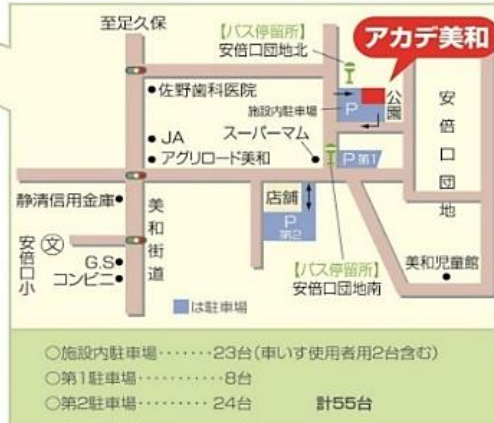 至足久保
【バス停留所】
安倍口団地北
アカデ美和
佐野歯科医院
施設内駐車場
P
公園
安倍口団地
JA
スーパーマム
アグリロード美和
P第1
静清信用金庫
美和街道
店舗
P
第2
安倍口小
文
G.S
コンビニ
【バス停留所】
安倍口団地南
美和児童館
は駐車場
○施設内駐車場・・・・・・・23台(車いす使用者用2台含む)
○第1駐車場・・・・・・・・・・・8台
○第2駐車場・・・・・・・・・・24台 計55台